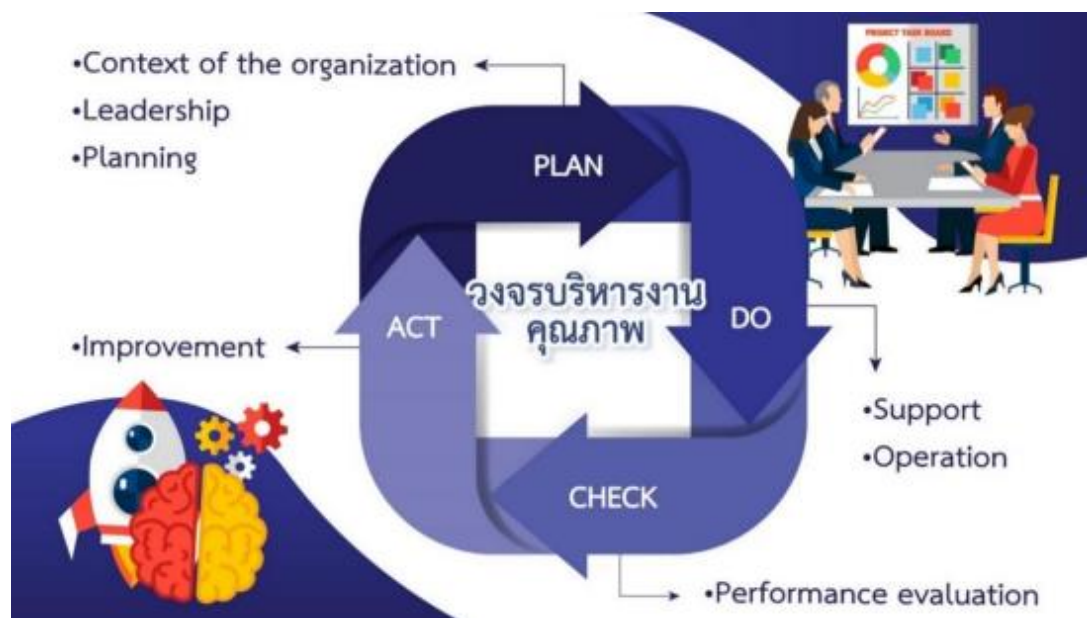 PROJECT TASK BOARD
•Context of the organization
•Leadership
•Planning
PLAN
วงจรบริหารงาน
คุณภาพ
DO
ACT
•Improvement
•Support
•Operation
CHECK
•Performance evaluation